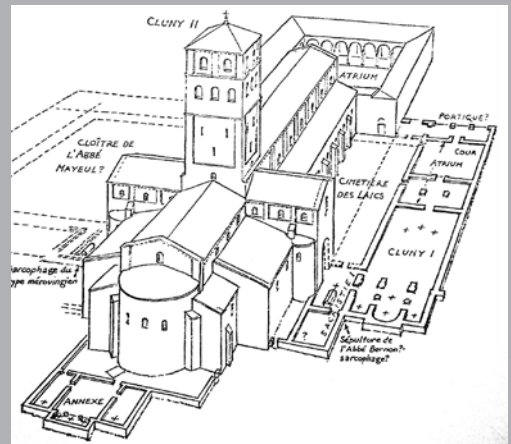 CLUNY II
ATRIUM
PORTIQUE?
COUR
ATRIUM
CLOÎTRE DE
L'ABBÉ
MAYEUL?
CIMETIÈRE
DES LAICS
CLUNY I
sarcophage du
type mérovingien
SACRISTIE
?
Sépulture de
l'Abbé Bernon?
sarcophage?
ANNEXE